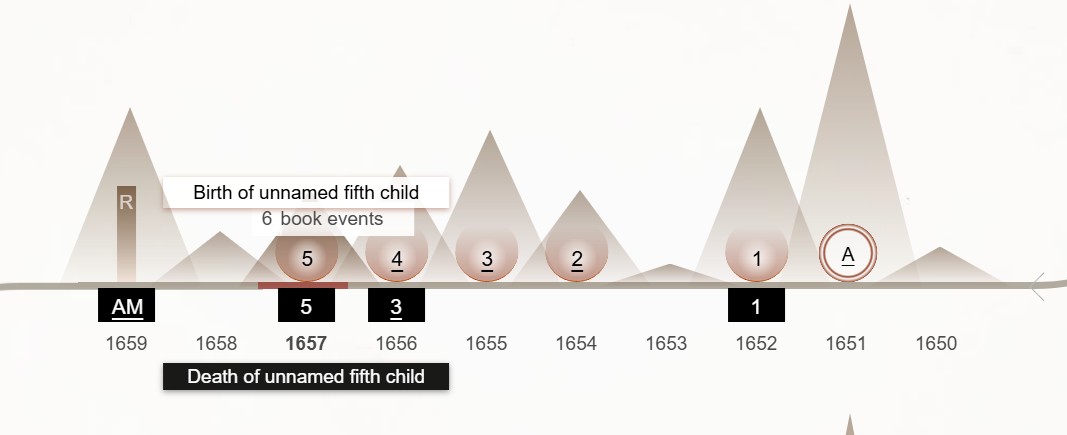 R
Birth of unnamed fifth child
6 book events
5 4 3 2 1 A
AM 5 3 1
1659 1658 1657 1656 1655 1654 1653 1652 1651 1650
Death of unnamed fifth child